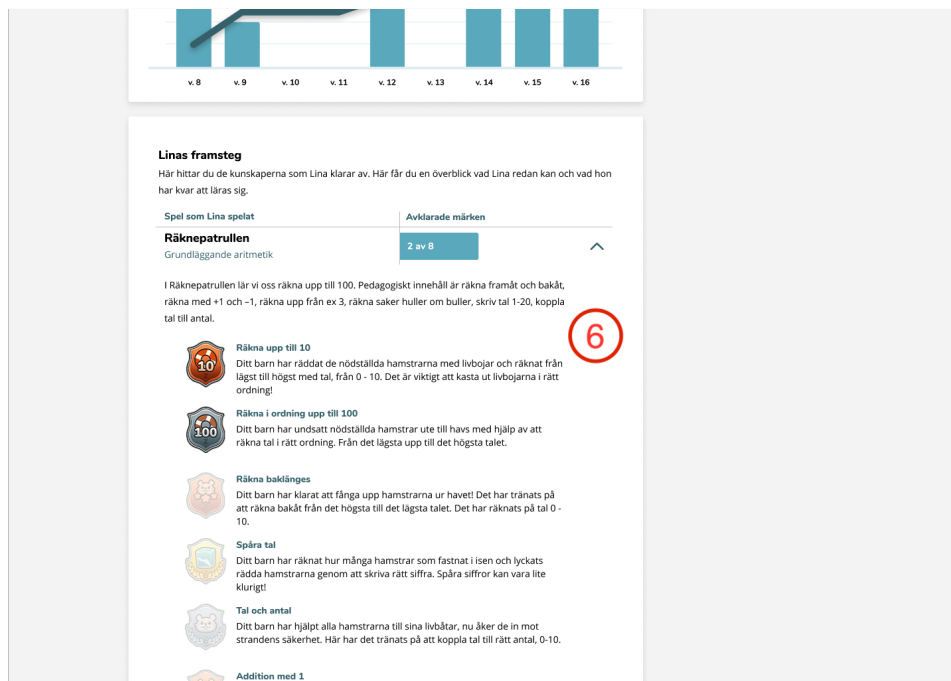 v. 8 v. 9 v. 10 v. 11 v. 12 v. 13 v. 14 v. 15 v. 16
Linas framsteg
Här hittar du de kunskaperna som Lina klarar av. Här får du en överblick vad Lina redan kan och vad hon
har kvar att läras sig.
Spel som Lina spelat Avklarade märken
Räknepatrullen
2 av 8
Grundläggande aritmetik
I Räknepatrullen lär vi oss räkna upp till 100. Pedagogiskt innehåll är räkna framåt och bakåt,
räkna med +1 och –1, räkna upp från ex 3, räkna saker huller om buller, skriv tal 1-20, koppla
tal till antal.
6
Räkna upp till 10
10
Ditt barn har räddat de nödställda hamstrarna med livbojar och räknat från
lägst till högst med tal, från 0 - 10. Det är viktigt att kasta ut livbojarna i rätt
ordning!
Räkna i ordning upp till 100
100
Ditt barn har undsatt nödställda hamstrar ute till havs med hjälp av att
räkna tal i rätt ordning. Från det lägsta upp till det högsta talet.
Räkna baklänges
Ditt barn har klarat att fånga upp hamstrarna ur havet! Det har tränats på
att räkna bakåt från det högsta till det lägsta talet. Det har räknats på tal 0 -
10.
Spåra tal
Ditt barn har räknat hur många hamstrar som fastnat i isen och lyckats
rädda hamstrarna genom att skriva rätt siffra. Spåra siffror kan vara lite
klurigt!
Tal och antal
Ditt barn har hjälpt alla hamstrarna till sina livbåtar, nu åker de in mot
strandens säkerhet. Här har det tränats på att koppla tal till rätt antal, 0-10.
Addition med 1